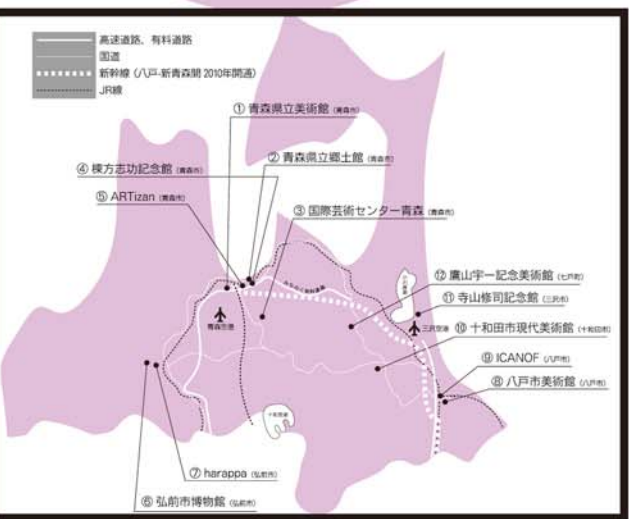 高速道路、有料道路
国道
新幹線（八戸-新青森間 2010年開通）
JR線
① 青森県立美術館（青森市）
② 青森県立郷土館（青森市）
④ 棟方志功記念館（青森市）
⑤ ARTizan（青森市）
③ 国際芸術センター青森（青森市）
⑫ 鷹山宇一記念美術館（七戸町）
⑪ 寺山修司記念館（三沢市）
青森空港
三沢空港
⑩ 十和田市現代美術館（十和田市）
⑨ ICANOF（八戸市）
⑧ 八戸市美術館（八戸市）
十和田湖
⑦ harappa（弘前市）
⑥ 弘前市博物館（弘前市）